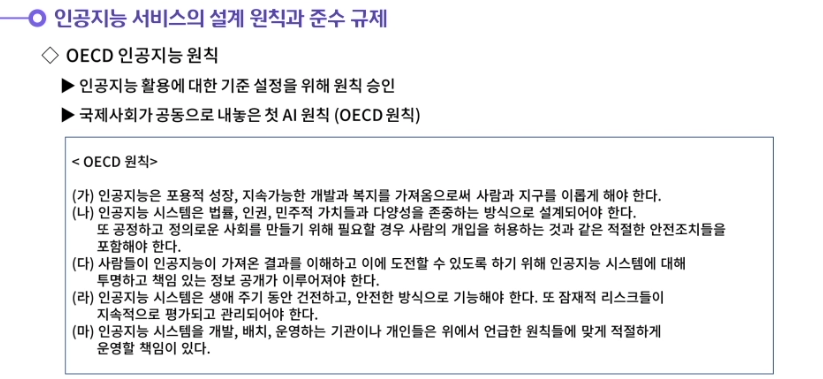 인공지능 서비스의 설계 원칙과 준수 규제
◇ OECD 인공지능 원칙
▶ 인공지능 활용에 대한 기준 설정을 위해 원칙 승인
▶ 국제사회가 공동으로 내놓은 첫 AI 원칙 (OECD 원칙)
< OECD 원칙>
(가) 인공지능은 포용적 성장, 지속가능한 개발과 복지를 가져옴으로써 사람과 지구를 이롭게 해야 한다.
(나) 인공지능 시스템은 법률, 인권, 민주적 가치들과 다양성을 존중하는 방식으로 설계되어야 한다.
또 공정하고 정의로운 사회를 만들기 위해 필요할 경우 사람의 개입을 허용하는 것과 같은 적절한 안전조치들을
포함해야 한다.
(다) 사람들이 인공지능이 가져온 결과를 이해하고 이에 도전할 수 있도록 하기 위해 인공지능 시스템에 대해
투명하고 책임 있는 정보 공개가 이루어져야 한다.
(라) 인공지능 시스템은 생애 주기 동안 건전하고, 안전한 방식으로 기능해야 한다. 또 잠재적 리스크들이
지속적으로 평가되고 관리되어야 한다.
(마) 인공지능 시스템을 개발, 배치, 운영하는 기관이나 개인들은 위에서 언급한 원칙들에 맞게 적절하게
운영할 책임이 있다.